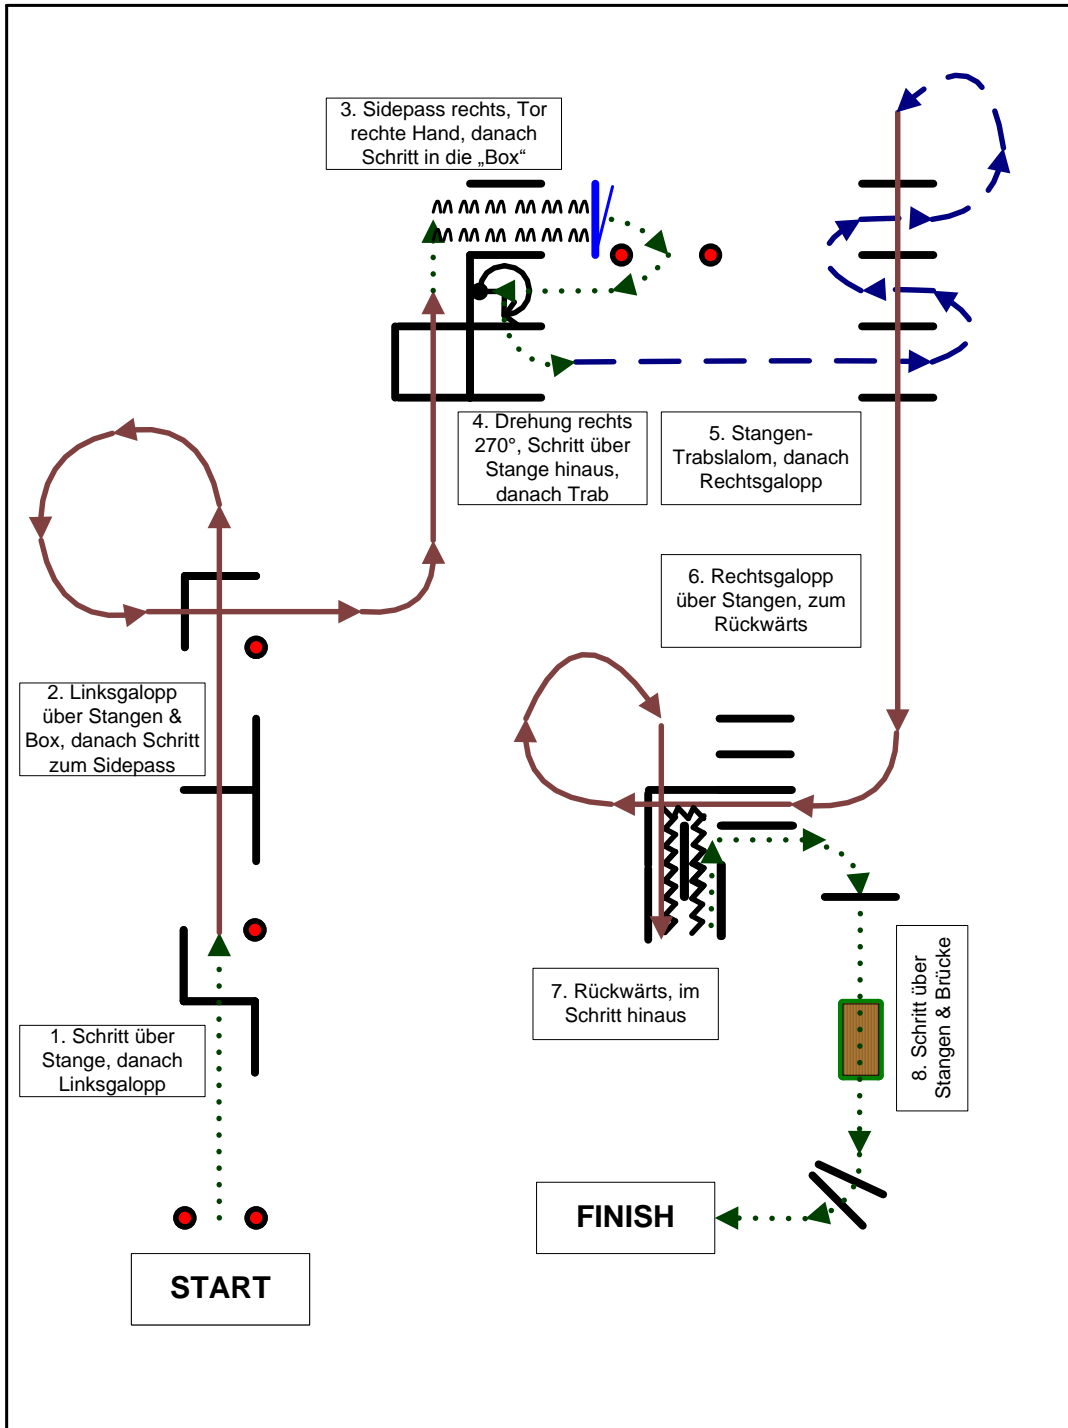 3. Sidepass rechts, Tor
rechte Hand, danach
Schritt in die „Box“
4. Drehung rechts
270°, Schritt über
Stange hinaus,
danach Trab
5. Stangen-
Trabslalom, danach
Rechtsgalopp
6. Rechtsgalopp
über Stangen, zum
Rückwärts
2. Linksgalopp
über Stangen &
Box, danach Schritt
zum Sidepass
7. Rückwärts, im
Schritt hinaus
8. Schritt über
Stangen & Brücke
1. Schritt über
Stange, danach
Linksgalopp
FINISH
START